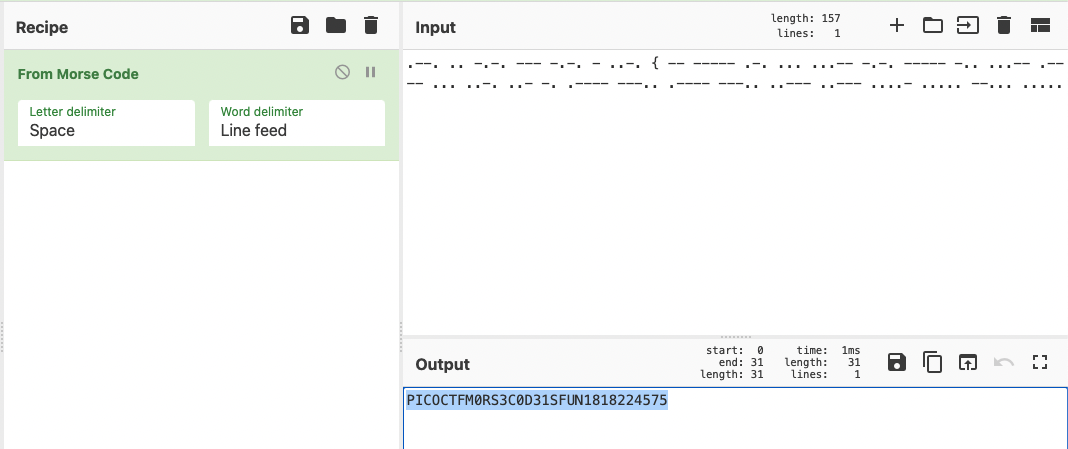 Recipe
Input
length: 157
lines: 1
From Morse Code
.--. .. -.-. --- -.-. - ..-. { -- ----- .-. ... ...-- -.-. ----- -.. ...-- .--
-- ... ..-. ..- -. .---- ---.. .---- ---.. ..--- ..--- ....- ..... --... .....
Letter delimiter
Space
Word delimiter
Line feed
Output
start: 0
end: 31
length: 31
time: 1ms
length: 31
lines: 1
PICOCTFM0RS3C0D31SFUN1818224575